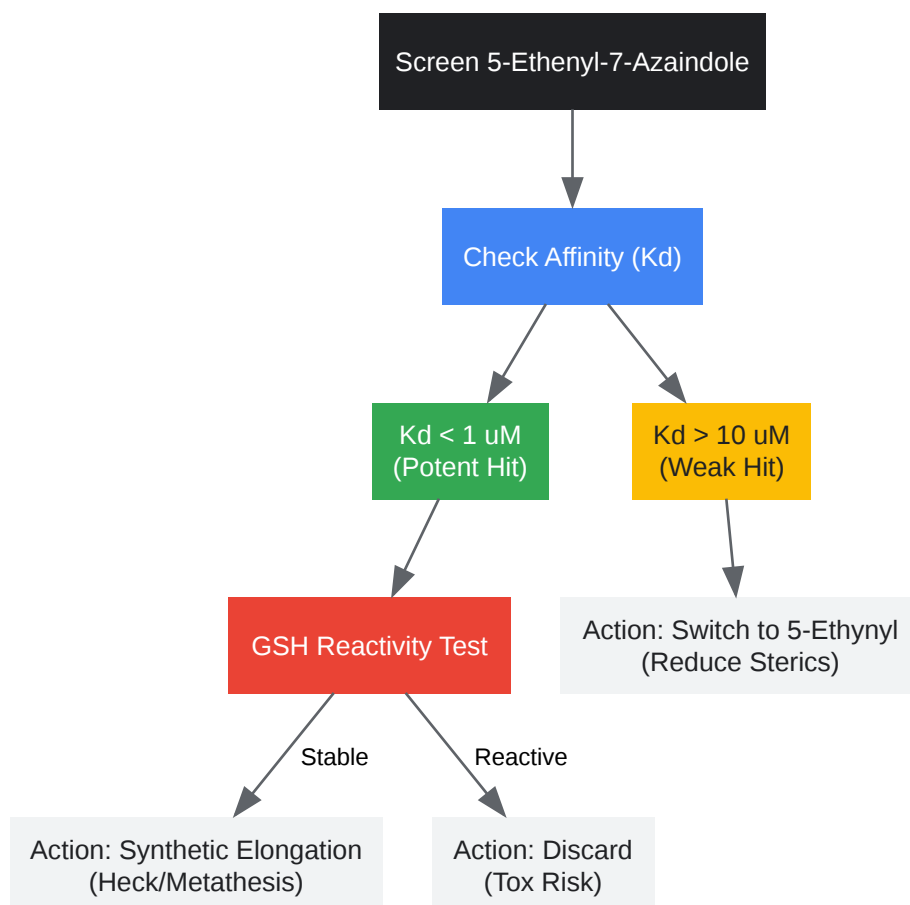 Screen 5-Ethenyl-7-Azaindole
Check Affinity (Kd)
Kd < 1 uM
(Potent Hit)
Kd > 10 uM
(Weak Hit)
GSH Reactivity Test
Action: Switch to 5-Ethynyl
(Reduce Sterics)
Stable
Reactive
Action: Synthetic Elongation
(Heck/Metathesis)
Action: Discard
(Tox Risk)